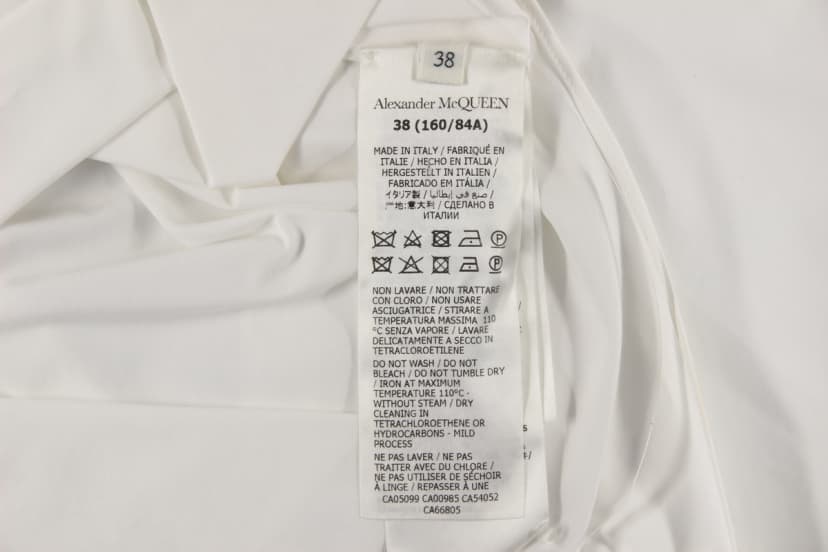 38
Alexander McQUEEN
38 (160/84A)
MADE IN ITALY / FABRIQUÉ EN
ITALIE / HECHO EN ITALIA /
HERGESTELLT IN ITALIEN /
FABRICADO EM ITÁLIA /
イタリア製 / صنع في إيطاليا /
产地:意大利 / СДЕЛАНО В
ИТАЛИИ
P
P
NON LAVARE / NON TRATTARE
CON CLORO / NON USARE
ASCIUGATRICE / STIRARE A
TEMPERATURA MASSIMA 110
°C SENZA VAPORE / LAVARE
DELICATAMENTE A SECCO IN
TETRACLOROETILENE
DO NOT WASH / DO NOT
BLEACH / DO NOT TUMBLE DRY
/ IRON AT MAXIMUM
TEMPERATURE 110°C -
WITHOUT STEAM / DRY
CLEANING IN
TETRACHLOROETHENE OR
HYDROCARBONS - MILD
PROCESS
NE PAS LAVER / NE PAS
TRAITER AVEC DU CHLORE /
NE PAS UTILISER DE SÉCHOIR
À LINGE / REPASSER À UNE
CA05099 CA00985 CA54052
CA66805